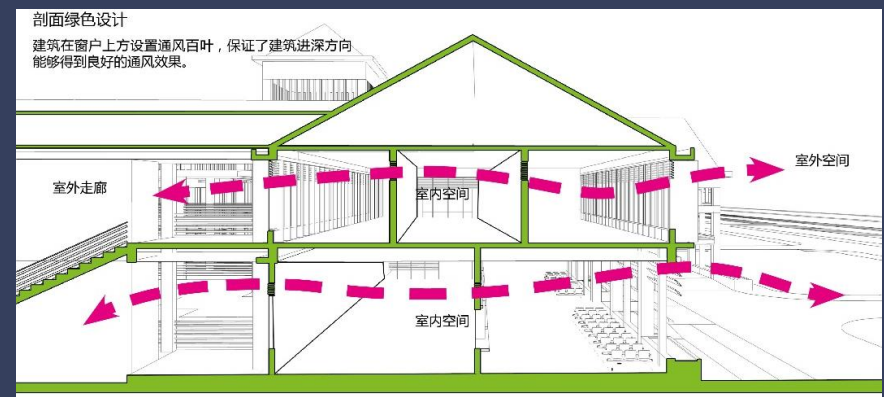 剖面绿色设计
建筑在窗户上方设置通风百叶，保证了建筑进深方向
能够得到良好的通风效果。
室外走廊
室内空间
室外空间
室内空间